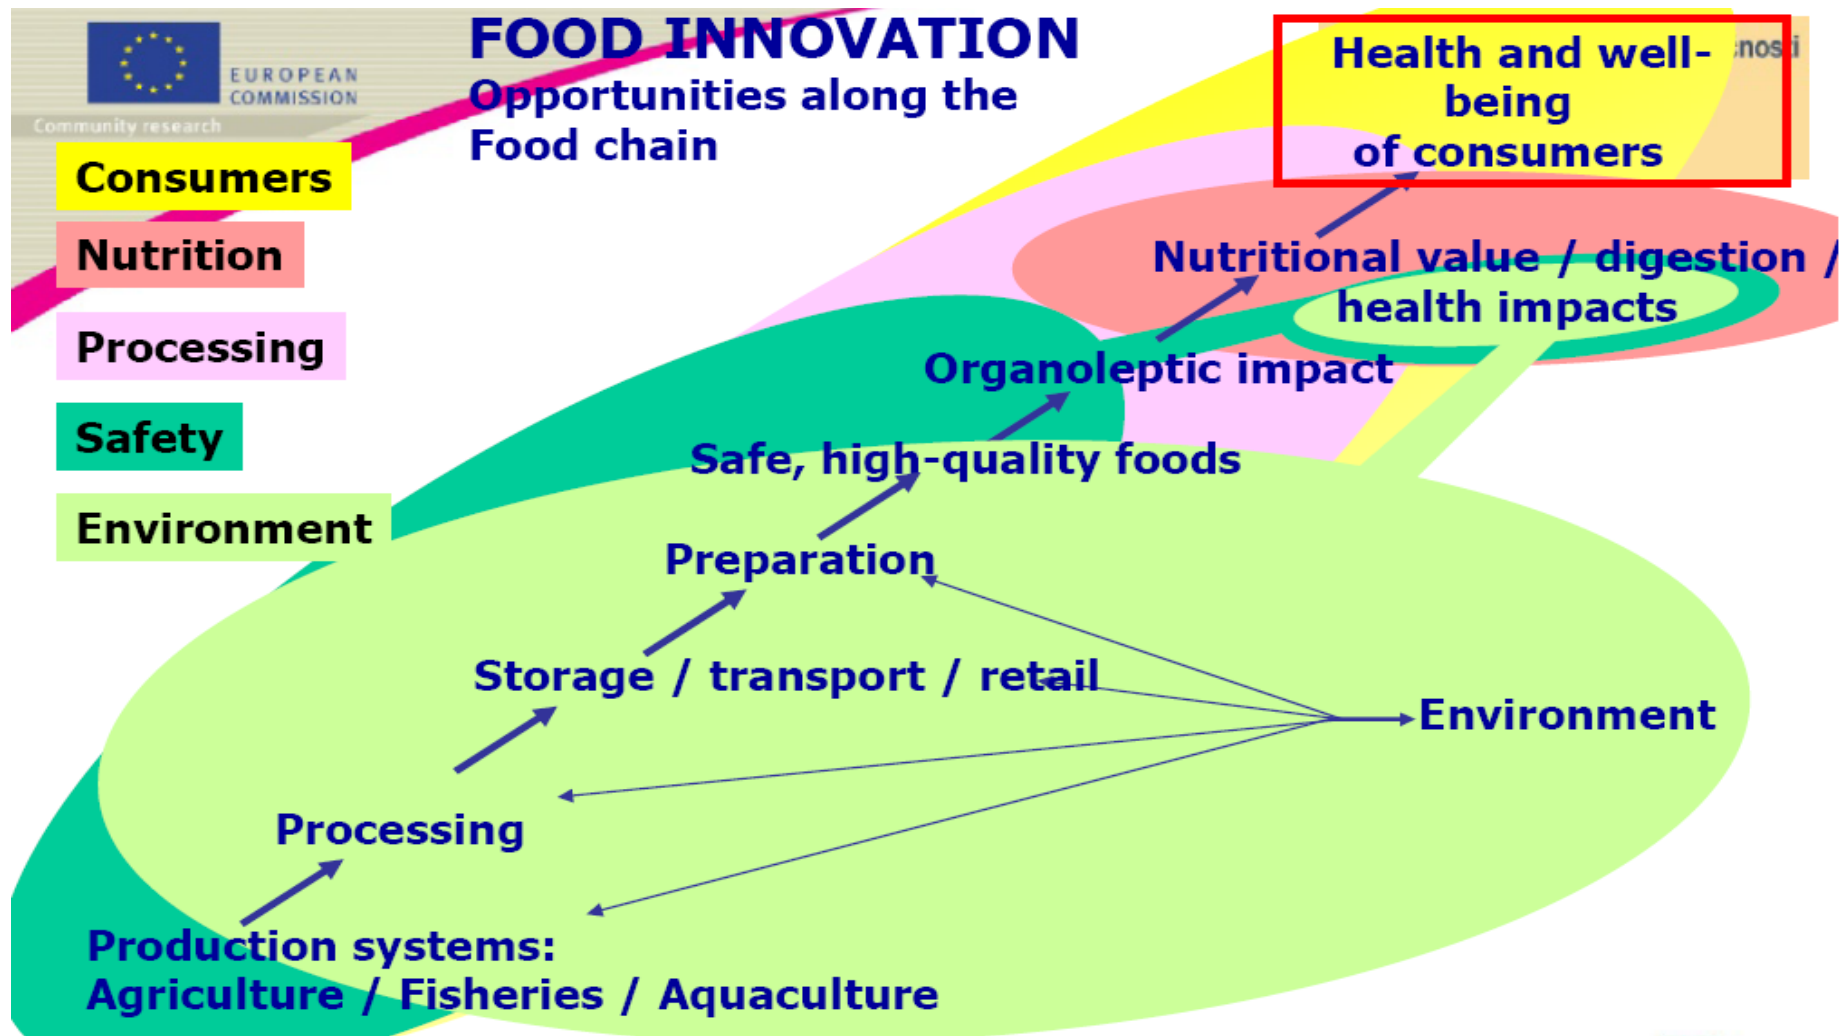 FOOD INNOVATION
Opportunities along the
Food chain
EUROPEAN
COMMISSION
Community research
Health and well-
being
of consumers
Consumers
Nutrition
Processing
Safety
Environment
Nutritional value / digestion /
health impacts
Organoleptic impact
Safe, high-quality foods
Preparation
Storage / transport / retail
Environment
Processing
Production systems:
Agriculture / Fisheries / Aquaculture